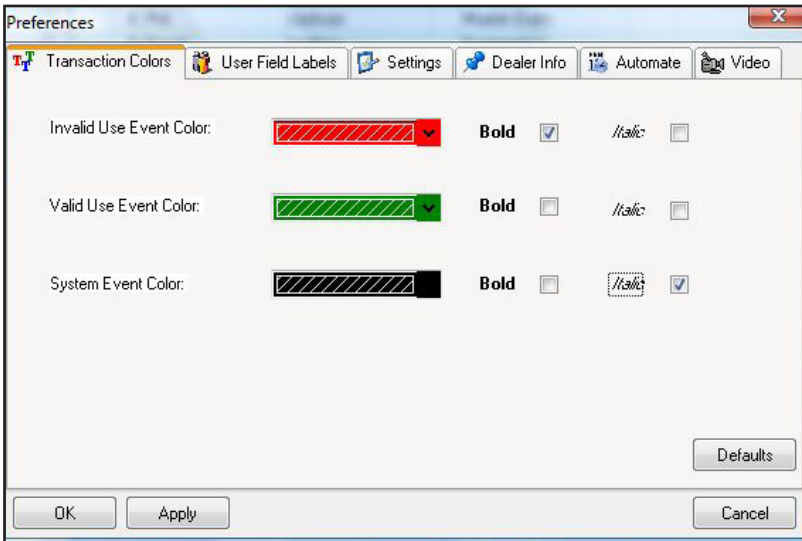 Preferences
Transaction Colors User Field Labels Settings Dealer Info Automate Video
Invalid Use Event Color: Bold Italic
Valid Use Event Color: Bold Italic
System Event Color: Bold Italic
Defaults
OK Apply Cancel